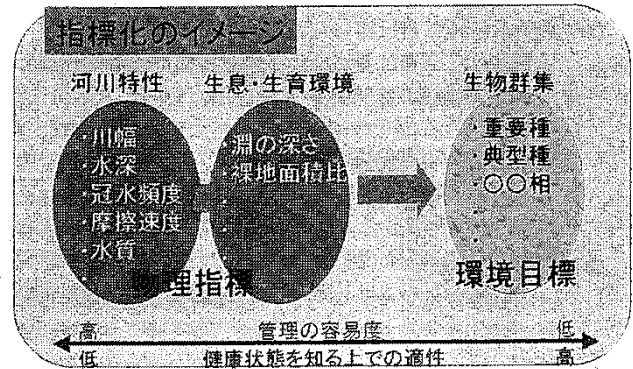 指標化のイメージ
河川特性
生息・生育環境
生物群集
・川幅
・水深
・冠水頻度
・摩擦速度
・水質
・
・淵の深さ
・裸地面積比
・
・
・
・重要種
・典型種
・〇〇相
・
・
物理指標
環境目標
高
管理の容易度
低
低
健康状態を知る上での適性
高